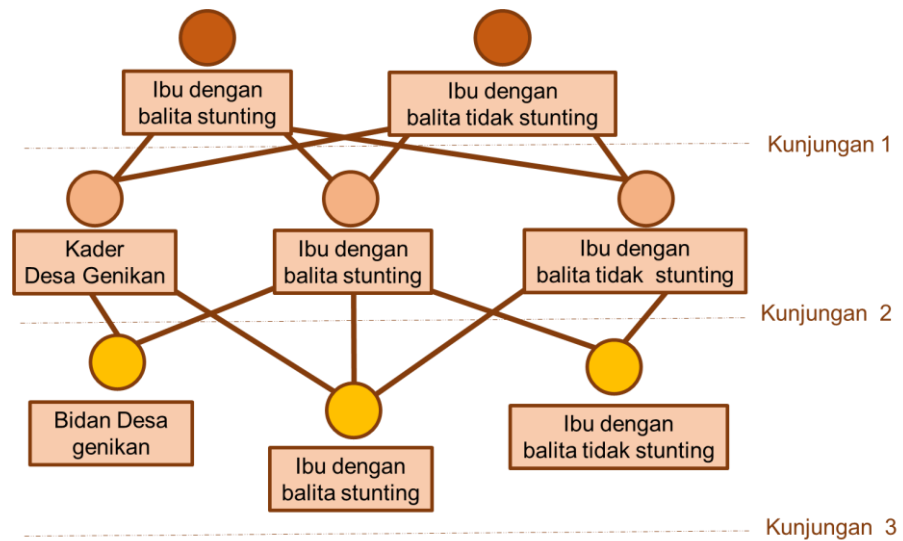 Ibu dengan
balita stunting
Ibu dengan
balita tidak stunting
Kunjungan 1
Kader
Desa Genikan
Ibu dengan
balita stunting
Ibu dengan
balita tidak stunting
Kunjungan 2
Bidan Desa
genikan
Ibu dengan
balita stunting
Ibu dengan
balita tidak stunting
Kunjungan 3